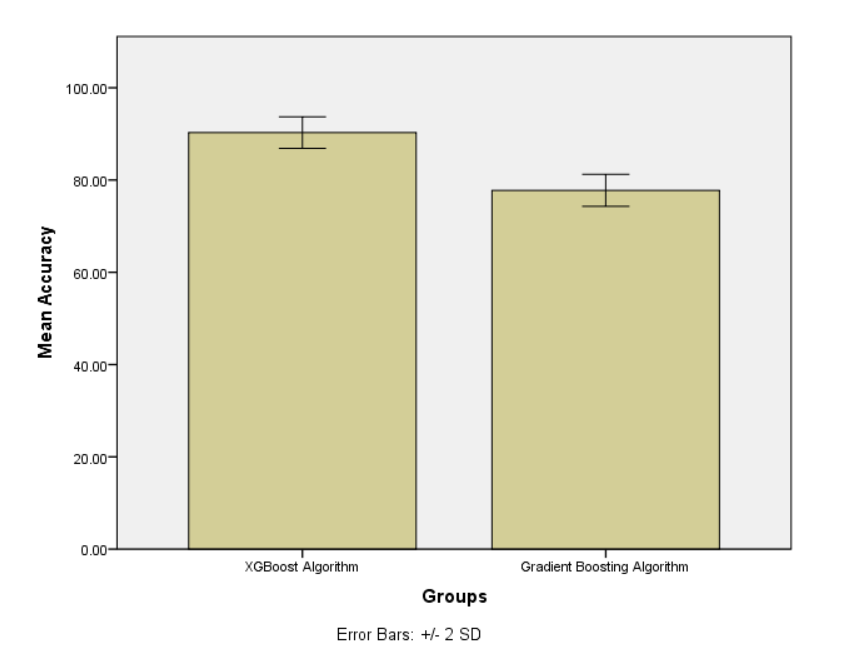 Mean Accuracy
100.00
80.00
60.00
40.00
20.00
0.00
XGBoost Algorithm
Gradient Boosting Algorithm
Groups
Error Bars: +/- 2 SD